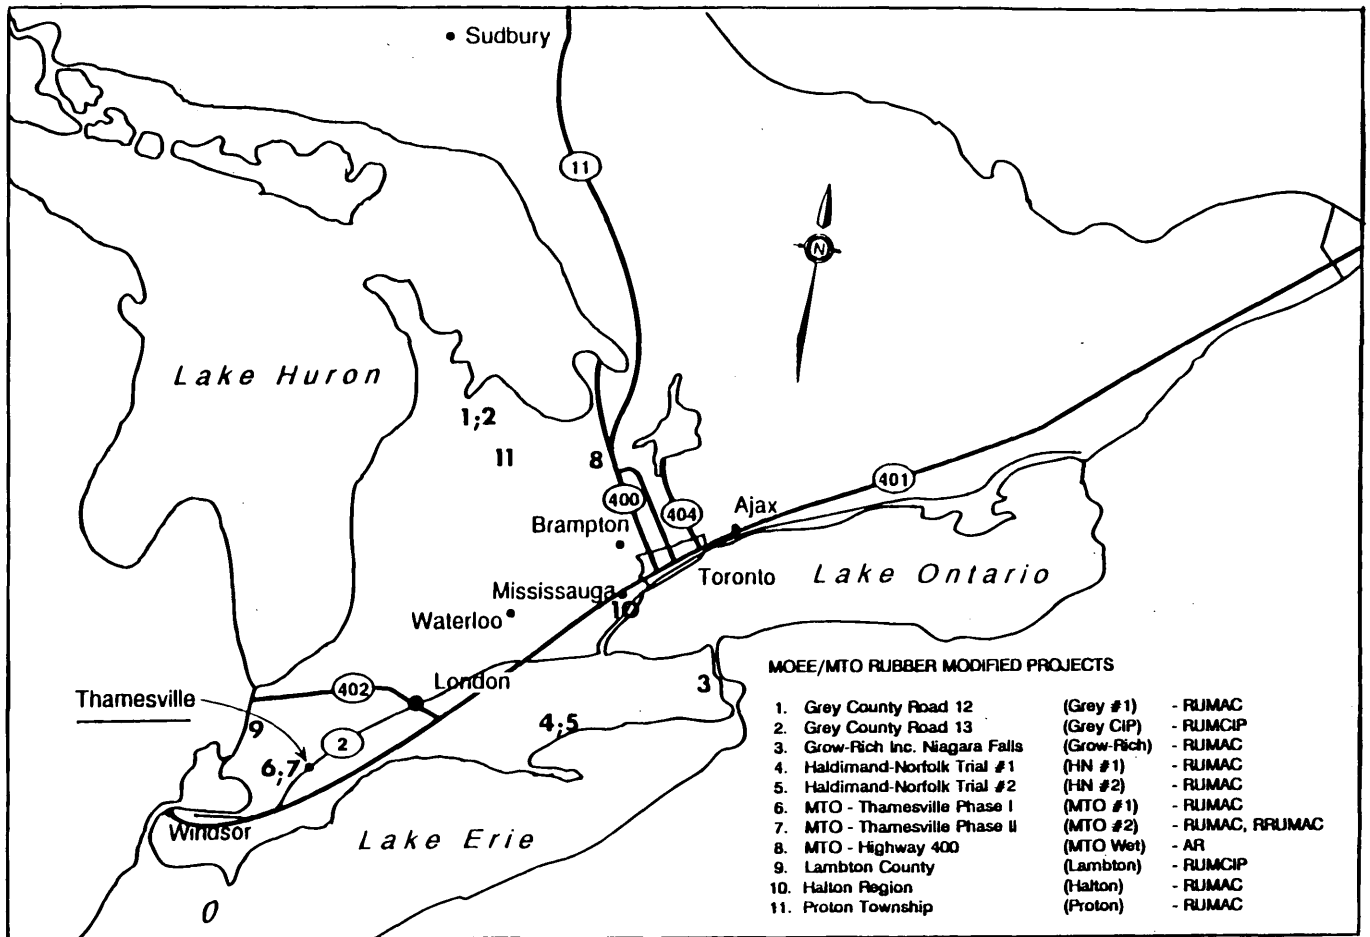 Sudbury
11
N
Lake Huron
1;2
11
8
400
404
401
Ajax
Brampton
Toronto
Lake Ontario
Mississauga
10
Waterloo
London
402
Thamesville
9
2
6;7
4;5
3
Windsor
Lake Erie
MOEE/MTO RUBBER MODIFIED PROJECTS
1. Grey County Road 12 (Grey #1) - RUMAC
2. Grey County Road 13 (Grey CIP) - RUMCIP
3. Grow-Rich Inc. Niagara Falls (Grow-Rich) - RUMAC
4. Haldimand-Norfolk Trial #1 (HN #1) - RUMAC
5. Haldimand-Norfolk Trial #2 (HN #2) - RUMAC
6. MTO - Thamesville Phase I (MTO #1) - RUMAC
7. MTO - Thamesville Phase II (MTO #2) - RUMAC, RRUMAC
8. MTO - Highway 400 (MTO Wet) - AR
9. Lambton County (Lambton) - RUMCIP
10. Halton Region (Halton) - RUMAC
11. Proton Township (Proton) - RUMAC